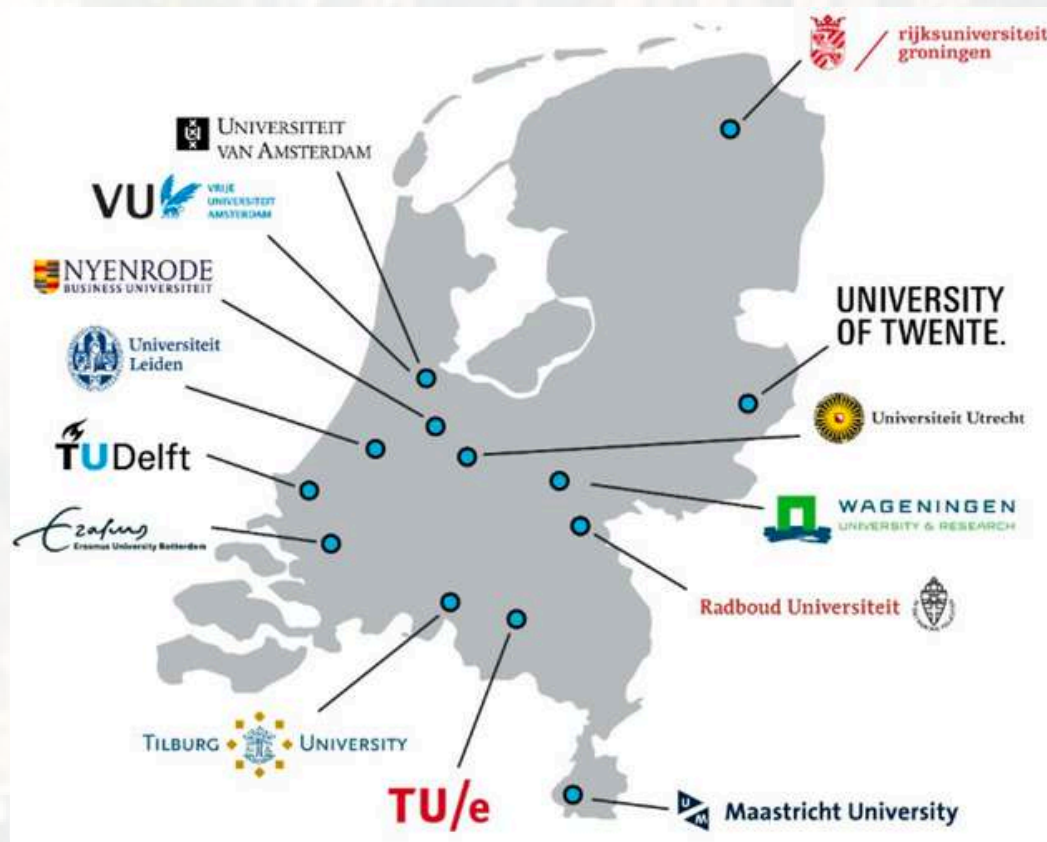 rijksuniversiteit
groningen
UNIVERSITEIT
VAN AMSTERDAM
VU
VRIJE
UNIVERSITEIT
AMSTERDAM
NYENRODE
BUSINESS UNIVERSITEIT
UNIVERSITY
OF TWENTE.
Universiteit
Leiden
Universiteit Utrecht
TUDelft
WAGENINGEN
UNIVERSITY & RESEARCH
Erasmus
Erasmus University Rotterdam
Radboud Universiteit
TILBURG UNIVERSITY
TU/e
U
M
Maastricht University